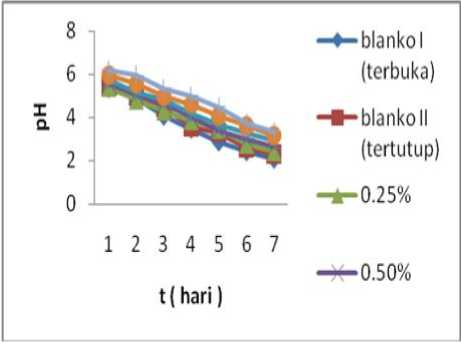 8
6
4
2
0
pH
1 2 3 4 5 6 7
t ( hari )
blanko I
(terbuka)
blanko II
(tertutup)
0.25%
0.50%